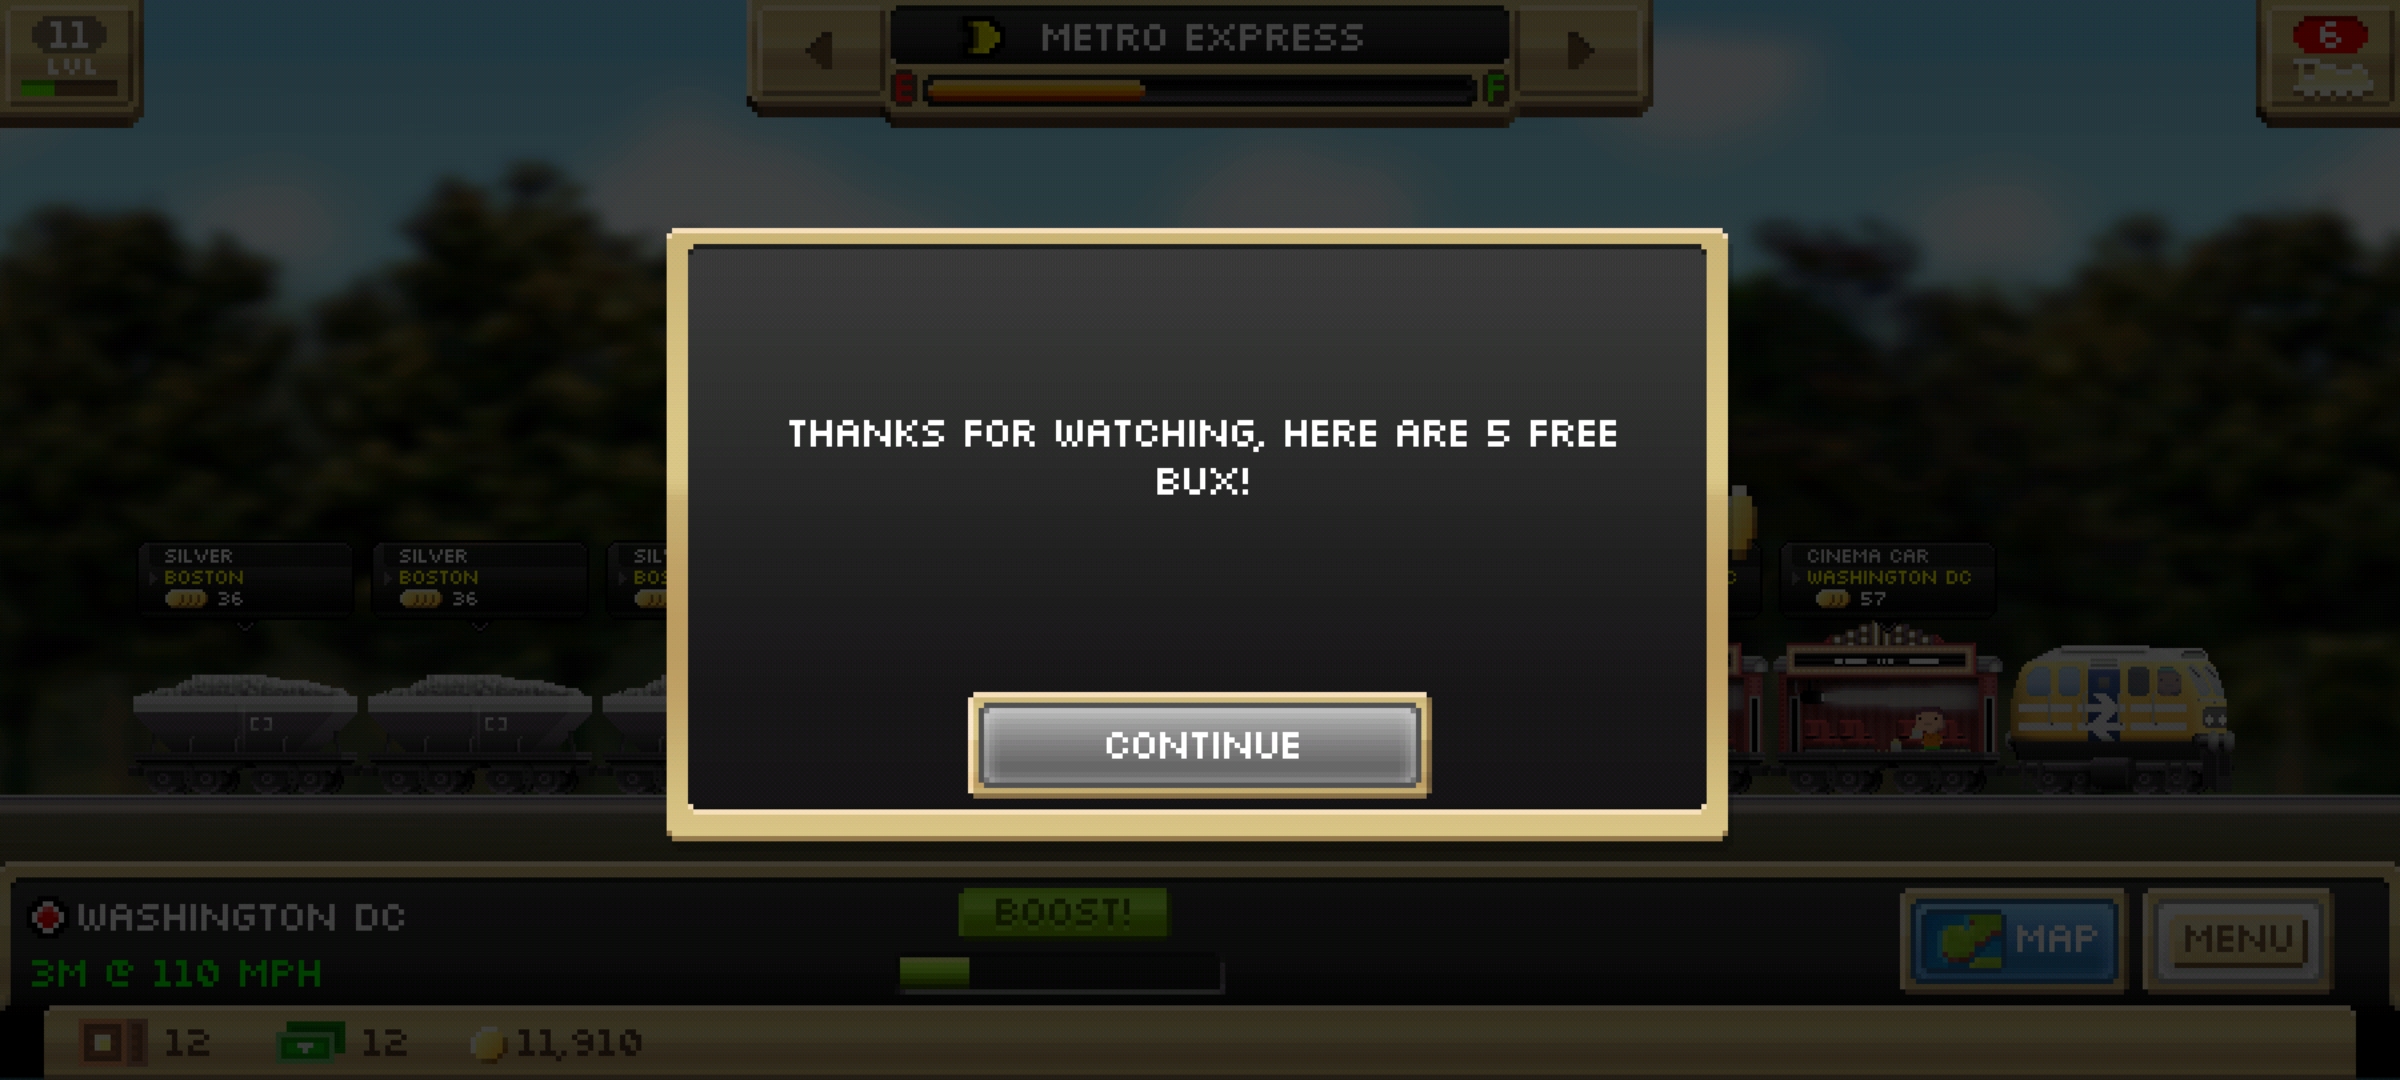 11
LVL
METRO EXPRESS
E F
6
THANKS FOR WATCHING, HERE ARE 5 FREE
BUX!
SILVER
BOSTON
36
SILVER
BOSTON
36
CINEMA CAR
WASHINGTON DC
57
CONTINUE
WASHINGTON DC
3M @ 110 MPH
BOOST!
MAP
MENU
12
12
11,910